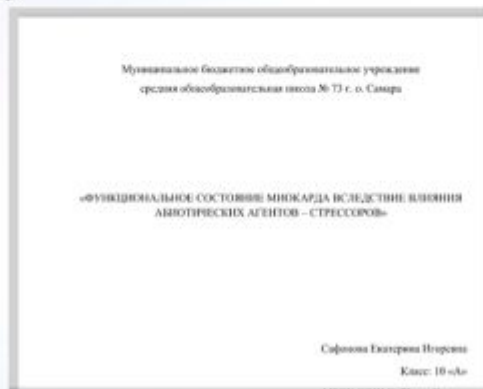 Муниципальное бюджетное общеобразовательное учреждение
средняя общеобразовательная школа № 73 г. о. Самара
«ФУНКЦИОНАЛЬНОЕ СОСТОЯНИЕ МИОКАРДА ВСЛЕДСТВИЕ ВЛИЯНИЯ
АБИОТИЧЕСКИХ АГЕНТОВ – СТРЕССОРОВ»
Сафонова Екатерина Игоревна
Класс: 10 «А»